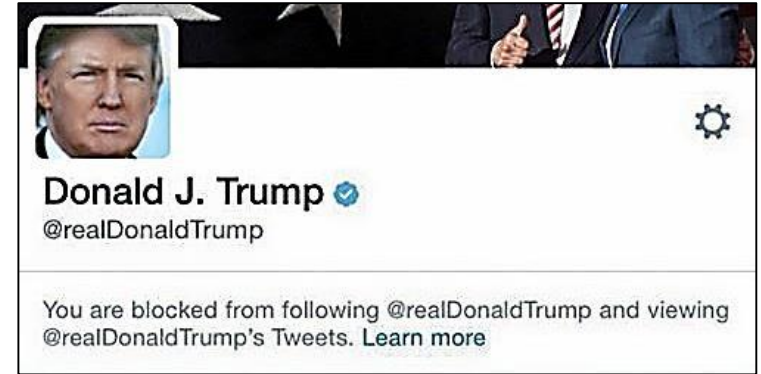 Donald J. Trump
@realDonaldTrump
You are blocked from following @realDonaldTrump and viewing
@realDonaldTrump's Tweets. Learn more